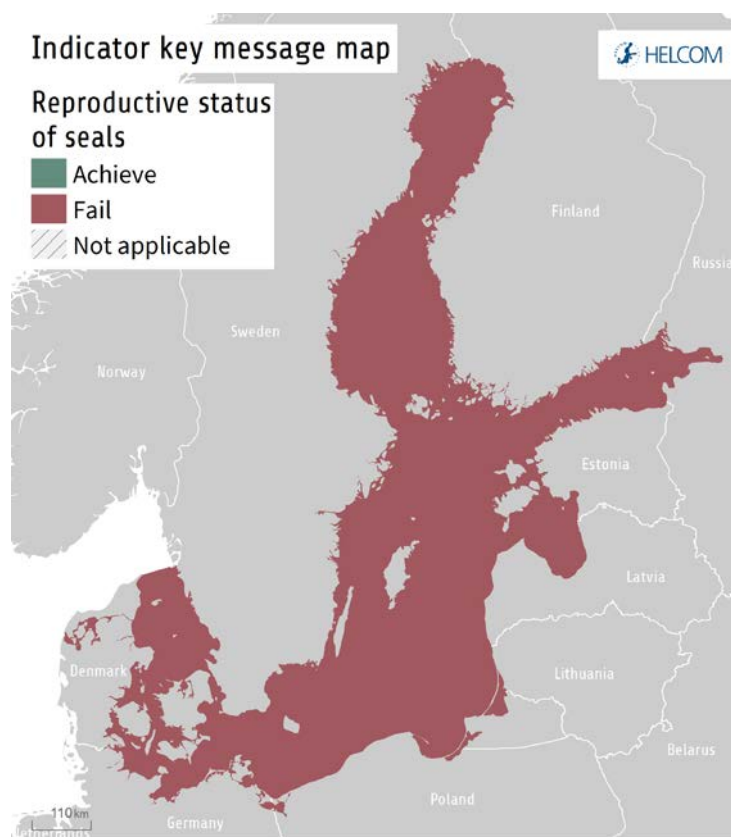 Indicator key message map
HELCOM
Reproductive status
of seals
Achieve
Fail
Not applicable
Finland
Russia
Sweden
Norway
Estonia
Latvia
Denmark
Lithuania
Belarus
Poland
110km
Germany
Netherlands